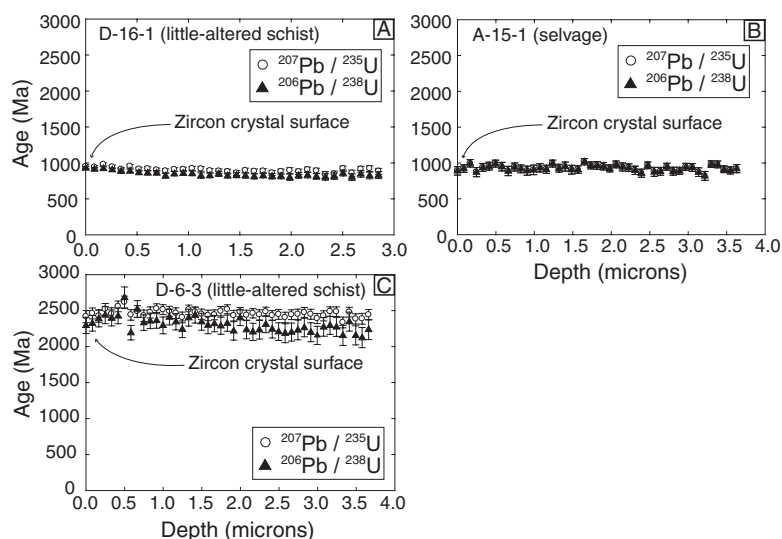 D-16-1 (little-altered schist)
A
²⁰⁷Pb / ²³⁵U
²⁰⁶Pb / ²³⁸U
Zircon crystal surface
Age (Ma)
3000
2500
2000
1500
1000
500
0
0.0 0.5 1.0 1.5 2.0 2.5 3.0
A-15-1 (selvage)
B
²⁰⁷Pb / ²³⁵U
²⁰⁶Pb / ²³⁸U
Zircon crystal surface
3000
2500
2000
1500
1000
500
0
0.0 0.5 1.0 1.5 2.0 2.5 3.0 3.5 4.0
Depth (microns)
D-6-3 (little-altered schist)
C
Zircon crystal surface
²⁰⁷Pb / ²³⁵U
²⁰⁶Pb / ²³⁸U
Age (Ma)
3000
2500
2000
1500
1000
500
0
0.0 0.5 1.0 1.5 2.0 2.5 3.0 3.5 4.0
Depth (microns)